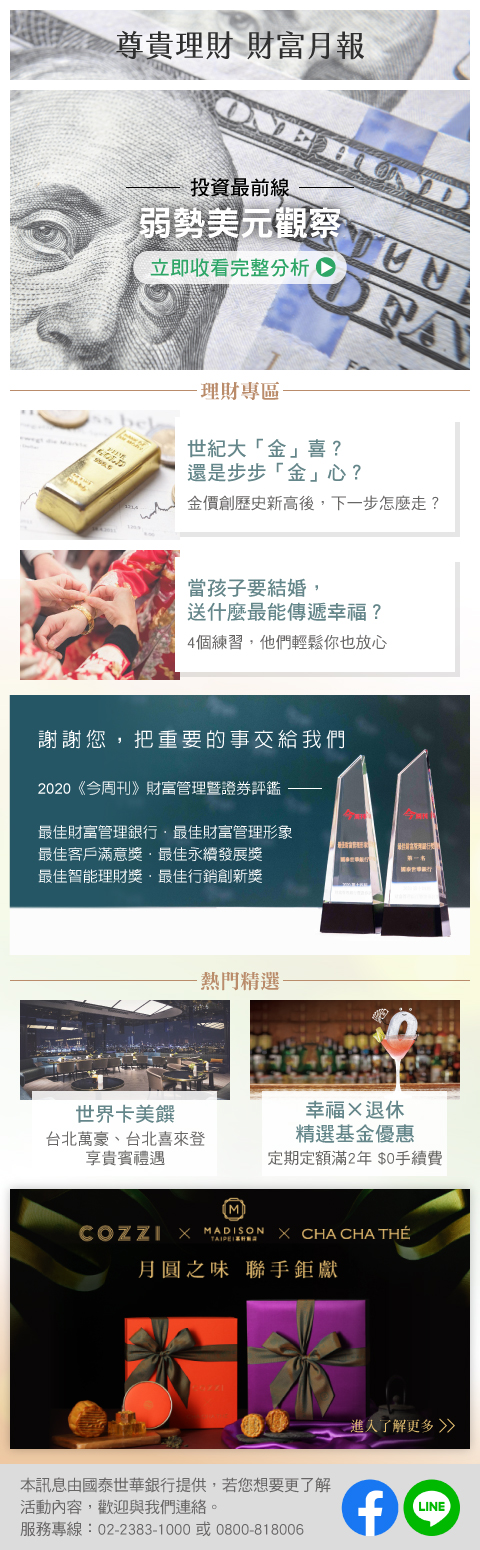 尊貴理財 財富月報
投資最前線
弱勢美元觀察
立即收看完整分析
理財專區
世紀大「金」喜？
還是步步「金」心？
金價創歷史新高後，下一步怎麼走？
當孩子要結婚，
送什麼最能傳遞幸福？
4個練習，他們輕鬆你也放心
謝謝您，把重要的事交給我們
2020《今周刊》財富管理暨證券評鑑
最佳財富管理銀行．最佳財富管理形象
最佳客戶滿意獎．最佳永續發展獎
最佳智能理財獎．最佳行銷創新獎
熱門精選
世界卡美饌
台北萬豪、台北喜來登
享貴賓禮遇
幸福×退休
精選基金優惠
定期定額滿2年 $0手續費
COZZI × MADISON TAIPEI 慕軒飯店 × CHA CHA THÉ
月圓之味 聯手鉅獻
進入了解更多
本訊息由國泰世華銀行提供，若您想要更了解
活動內容，歡迎與我們連絡。
服務專線：02-2383-1000 或 0800-818006
LINE